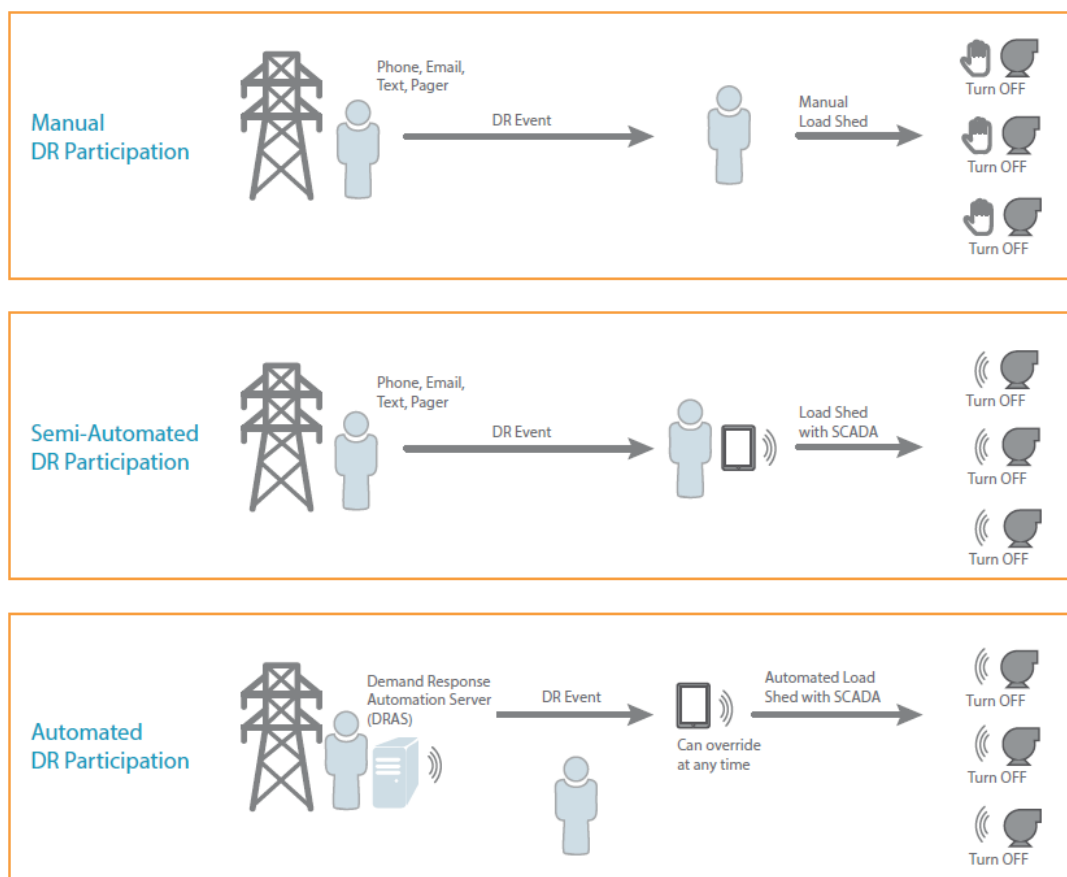 Manual
DR Participation
Phone, Email,
Text, Pager
DR Event
Manual
Load Shed
Turn OFF
Turn OFF
Turn OFF
Semi-Automated
DR Participation
Phone, Email,
Text, Pager
DR Event
Load Shed
with SCADA
Turn OFF
Turn OFF
Turn OFF
Automated
DR Participation
Demand Response
Automation Server
(DRAS)
DR Event
Can override
at any time
Automated Load
Shed with SCADA
Turn OFF
Turn OFF
Turn OFF